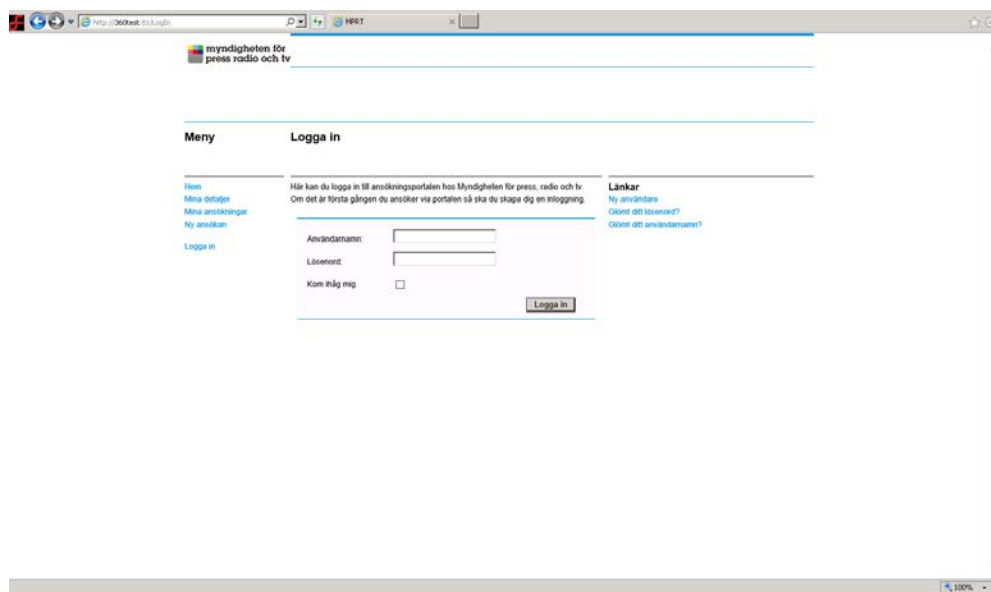 http://360test:81/LogIn
MPRT
myndigheten för
press radio och tv
Meny
Logga in
Hem
Mina detaljer
Mina ansökningar
Ny ansökan
Logga in
Här kan du logga in till ansökningsportalen hos Myndigheten för press, radio och tv.
Om det är första gången du ansöker via portalen så ska du skapa dig en inloggning.
Användarnamn:
Lösenord:
Kom ihåg mig
Logga in
Länkar
Ny användare
Glömt ditt lösenord?
Glömt ditt användarnamn?
100%